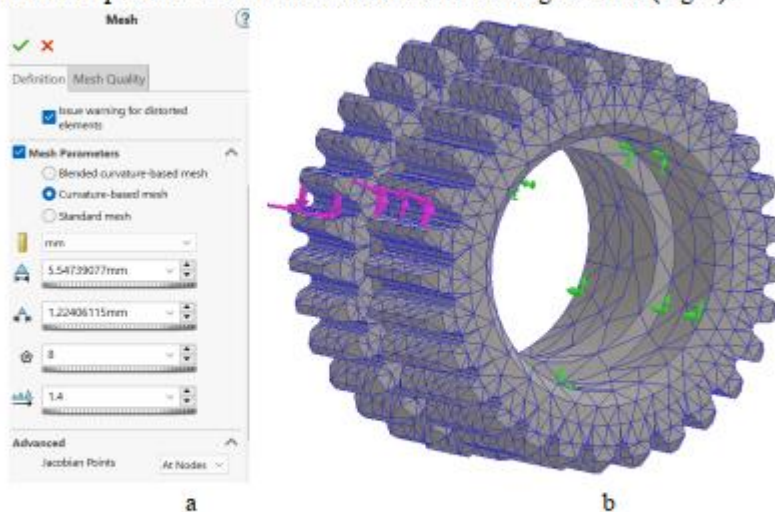 Mesh
Definition
Mesh Quality
Issue warning for distorted
elements
Mesh Parameters
Blended curvature-based mesh
Curvature-based mesh
Standard mesh
mm
5.54739077mm
1.22406115mm
8
1.4
Advanced
Jacobian Points
At Nodes
a
b